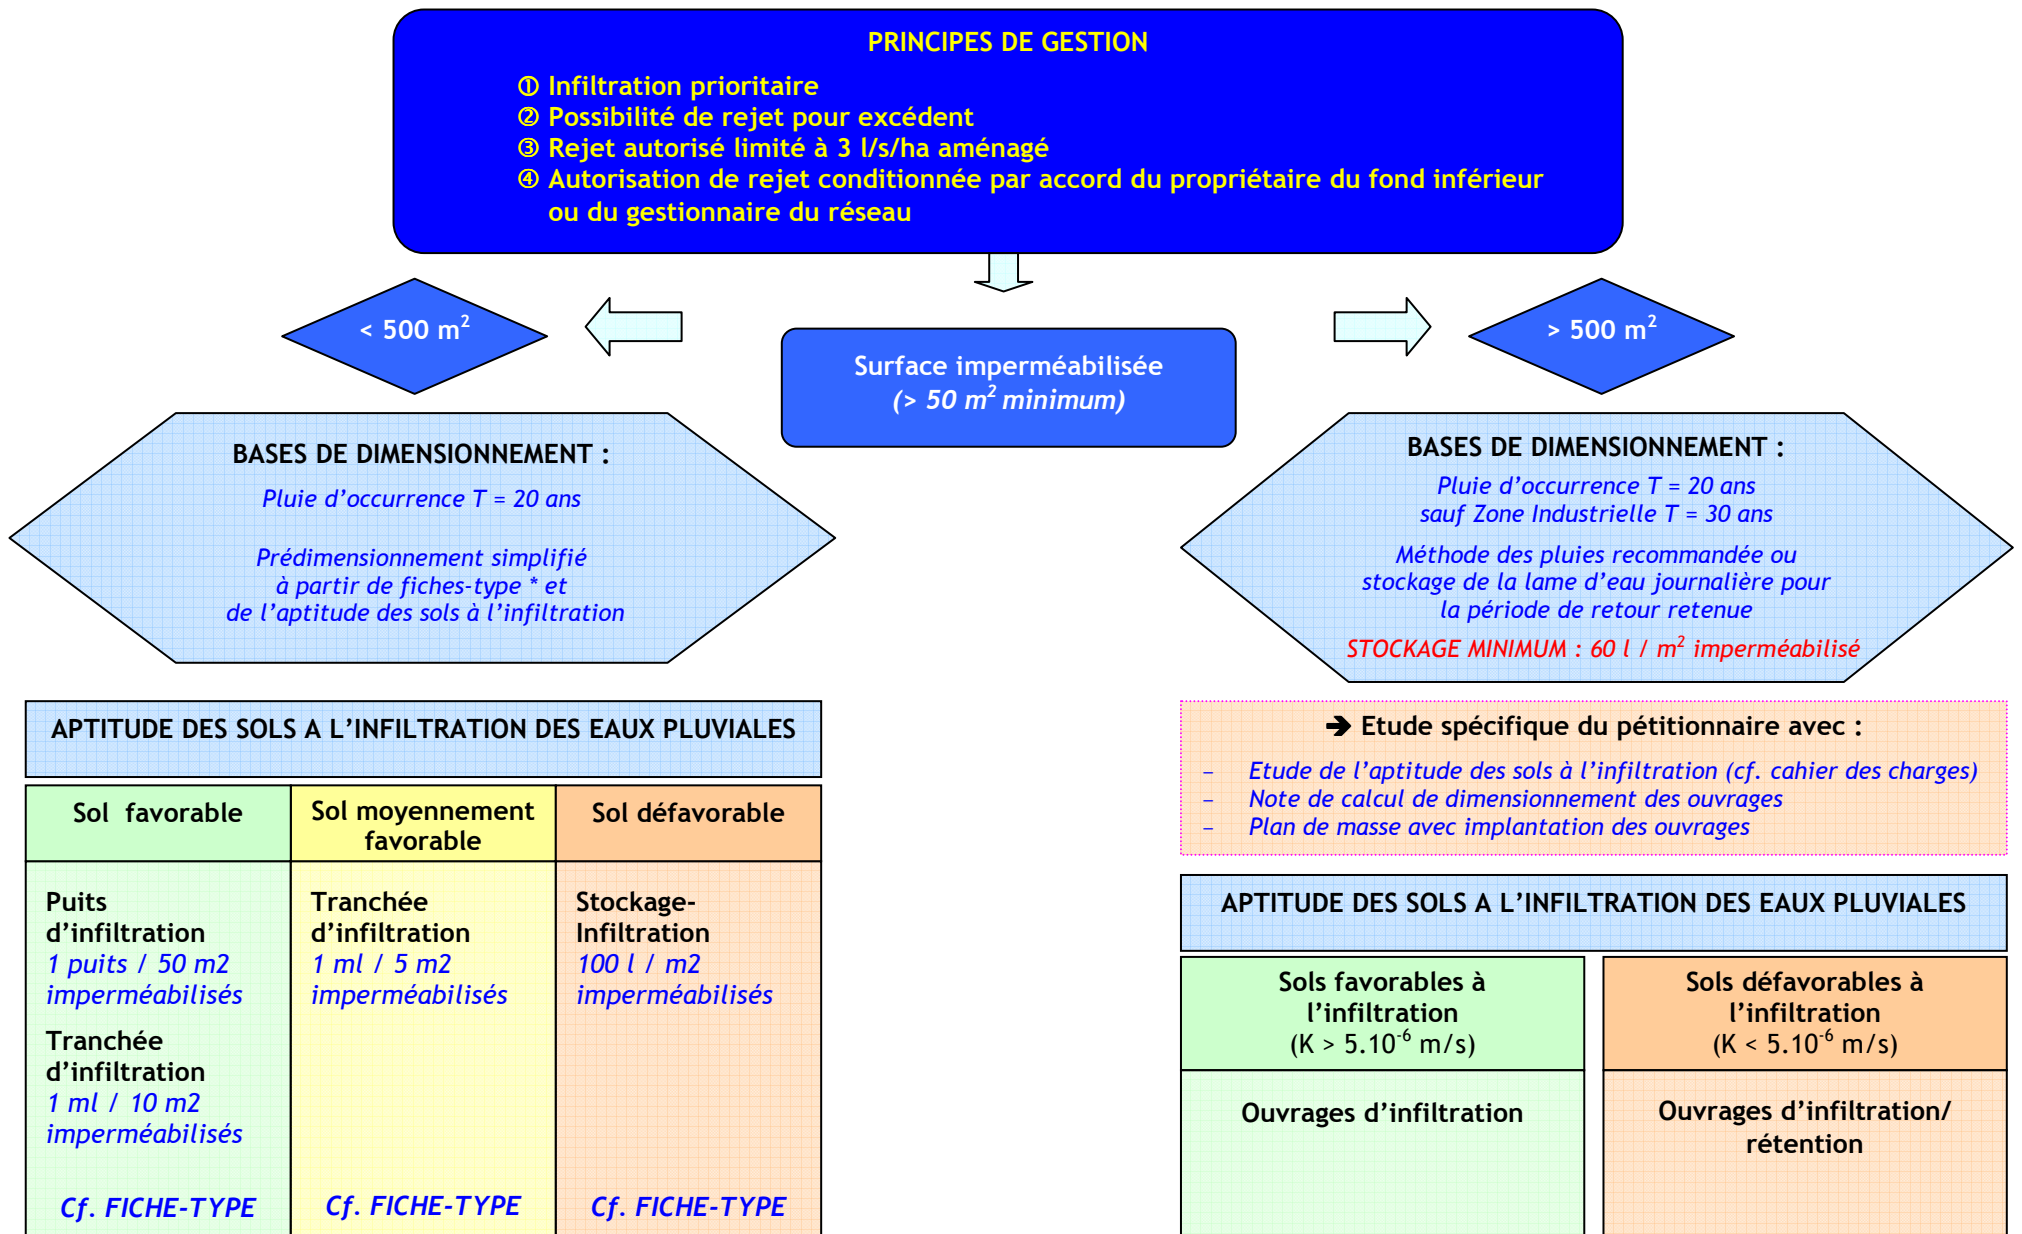 PRINCIPES DE GESTION
① Infiltration prioritaire
② Possibilité de rejet pour excédent
③ Rejet autorisé limité à 3 l/s/ha aménagé
④ Autorisation de rejet conditionnée par accord du propriétaire du fond inférieur
ou du gestionnaire du réseau
< 500 m²
Surface imperméabilisée
(> 50 m² minimum)
> 500 m²
BASES DE DIMENSIONNEMENT :
Pluie d’occurrence T = 20 ans
Prédimensionnement simplifié
à partir de fiches-type * et
de l’aptitude des sols à l’infiltration
BASES DE DIMENSIONNEMENT :
Pluie d’occurrence T = 20 ans
sauf Zone Industrielle T = 30 ans
Méthode des pluies recommandée ou
stockage de la lame d’eau journalière pour
la période de retour retenue
STOCKAGE MINIMUM : 60 l / m² imperméabilisé
APTITUDE DES SOLS A L’INFILTRATION DES EAUX PLUVIALES
Sol favorable
Puits
d’infiltration
1 puits / 50 m2
imperméabilisés
Tranchée
d’infiltration
1 ml / 10 m2
imperméabilisés
Cf. FICHE-TYPE
Sol moyennement
favorable
Tranchée
d’infiltration
1 ml / 5 m2
imperméabilisés
Cf. FICHE-TYPE
Sol défavorable
Stockage-
Infiltration
100 l / m2
imperméabilisés
Cf. FICHE-TYPE
➔ Etude spécifique du pétitionnaire avec :
– Etude de l’aptitude des sols à l’infiltration (cf. cahier des charges)
– Note de calcul de dimensionnement des ouvrages
– Plan de masse avec implantation des ouvrages
APTITUDE DES SOLS A L’INFILTRATION DES EAUX PLUVIALES
Sols favorables à
l’infiltration
(K > 5.10⁻⁶ m/s)
Ouvrages d’infiltration
Sols défavorables à
l’infiltration
(K < 5.10⁻⁶ m/s)
Ouvrages d’infiltration/
rétention